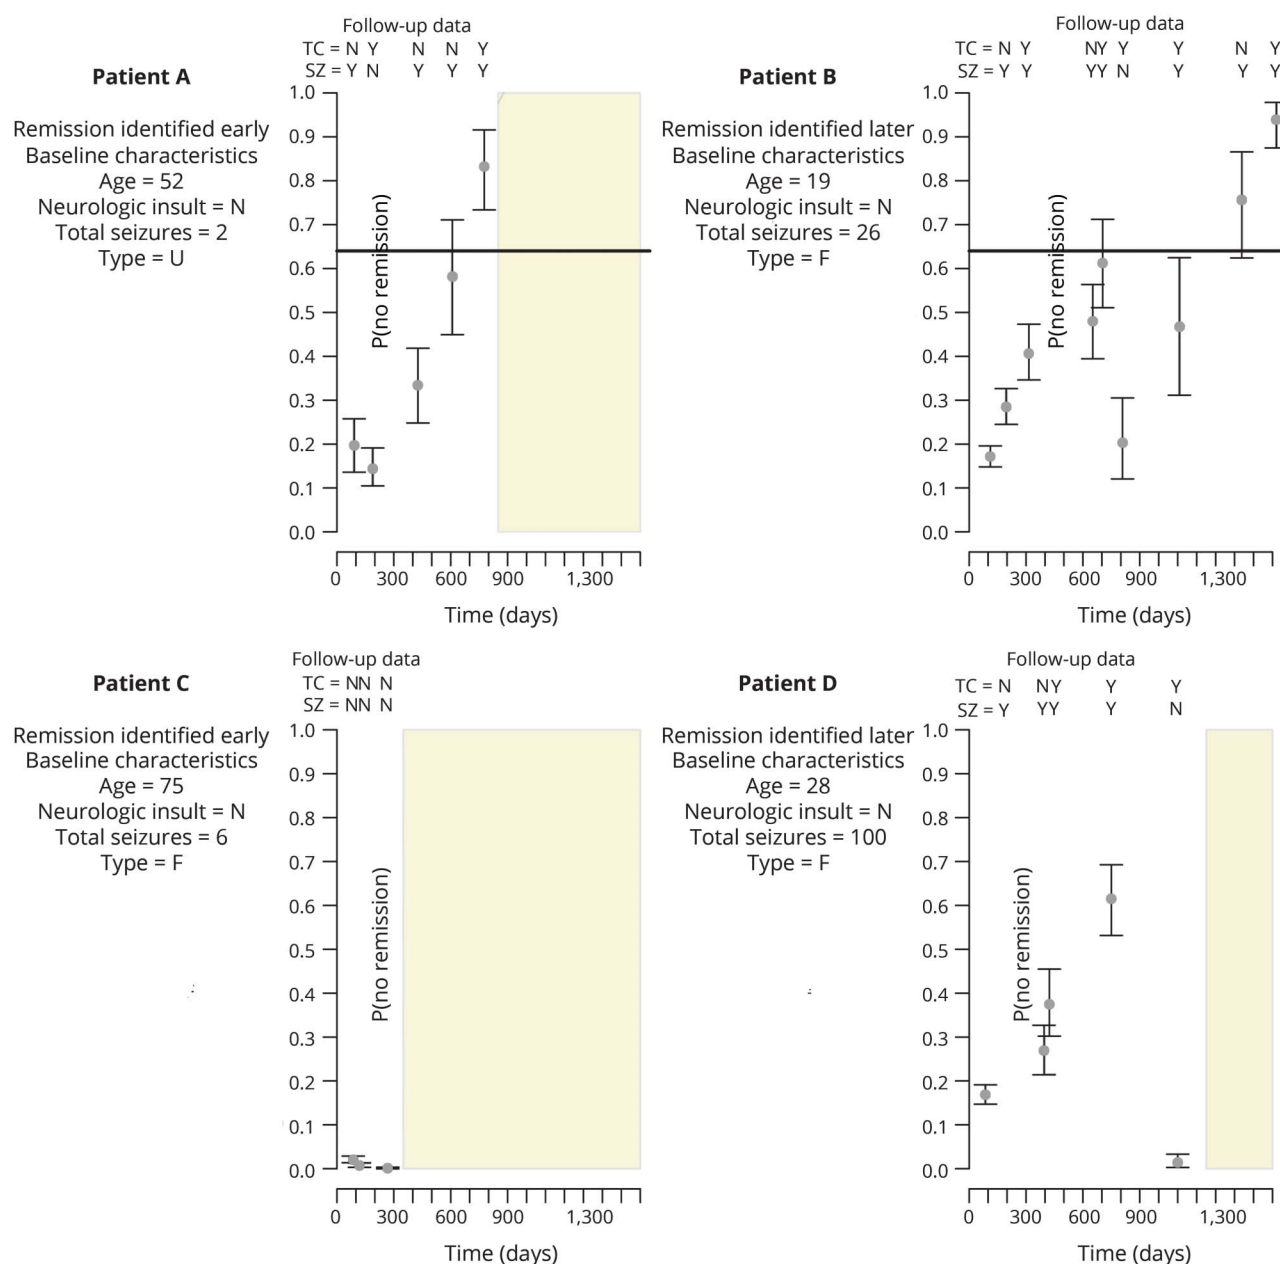 Follow-up data
TC = N Y N N Y
SZ = Y N Y Y Y
Patient A
Remission identified early
Baseline characteristics
Age = 52
Neurologic insult = N
Total seizures = 2
Type = U
P(no remission)
1.0
0.9
0.8
0.7
0.6
0.5
0.4
0.3
0.2
0.1
0.0
0 300 600 900 1,300
Time (days)
Follow-up data
TC = N Y NY Y Y N Y
SZ = Y Y YY N Y Y Y
Patient B
Remission identified later
Baseline characteristics
Age = 19
Neurologic insult = N
Total seizures = 26
Type = F
P(no remission)
1.0
0.9
0.8
0.7
0.6
0.5
0.4
0.3
0.2
0.1
0.0
0 300 600 900 1,300
Time (days)
Follow-up data
TC = NN N
SZ = NN N
Patient C
Remission identified early
Baseline characteristics
Age = 75
Neurologic insult = N
Total seizures = 6
Type = F
P(no remission)
1.0
0.9
0.8
0.7
0.6
0.5
0.4
0.3
0.2
0.1
0.0
0 300 600 900 1,300
Time (days)
Follow-up data
TC = N NY Y Y
SZ = Y YY Y N
Patient D
Remission identified later
Baseline characteristics
Age = 28
Neurologic insult = N
Total seizures = 100
Type = F
P(no remission)
1.0
0.9
0.8
0.7
0.6
0.5
0.4
0.3
0.2
0.1
0.0
0 300 600 900 1,300
Time (days)